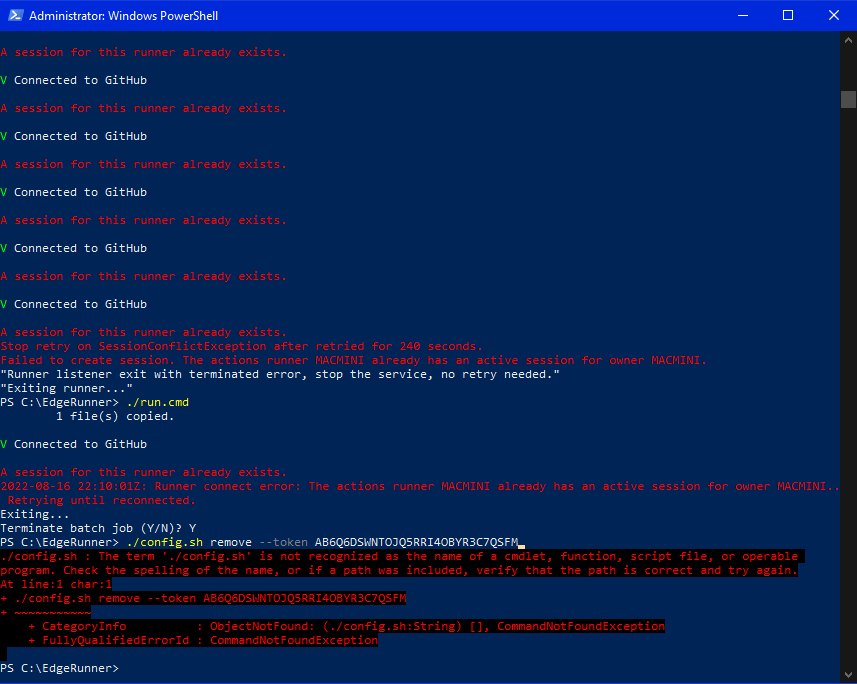 Administrator: Windows PowerShell
A session for this runner already exists.
V Connected to GitHub
A session for this runner already exists.
V Connected to GitHub
A session for this runner already exists.
V Connected to GitHub
A session for this runner already exists.
V Connected to GitHub
A session for this runner already exists.
V Connected to GitHub
A session for this runner already exists.
Stop retry on SessionConflictException after retried for 240 seconds.
Failed to create session. The actions runner MACMINI already has an active session for owner MACMINI.
"Runner listener exit with terminated error, stop the service, no retry needed."
"Exiting runner..."
PS C:\EdgeRunner> ./run.cmd
        1 file(s) copied.
V Connected to GitHub
A session for this runner already exists.
2022-08-16 22:10:01Z: Runner connect error: The actions runner MACMINI already has an active session for owner MACMINI..
 Retrying until reconnected.
Exiting...
Terminate batch job (Y/N)? Y
PS C:\EdgeRunner> ./config.sh remove --token AB6Q6DSWNTOJQ5RRI4OBYR3C7QSFM
./config.sh : The term './config.sh' is not recognized as the name of a cmdlet, function, script file, or operable
program. Check the spelling of the name, or if a path was included, verify that the path is correct and try again.
At line:1 char:1
+ ./config.sh remove --token AB6Q6DSWNTOJQ5RRI4OBYR3C7QSFM
+ ~~~~~~~~~~~
    + CategoryInfo          : ObjectNotFound: (./config.sh:String) [], CommandNotFoundException
    + FullyQualifiedErrorId : CommandNotFoundException
PS C:\EdgeRunner>